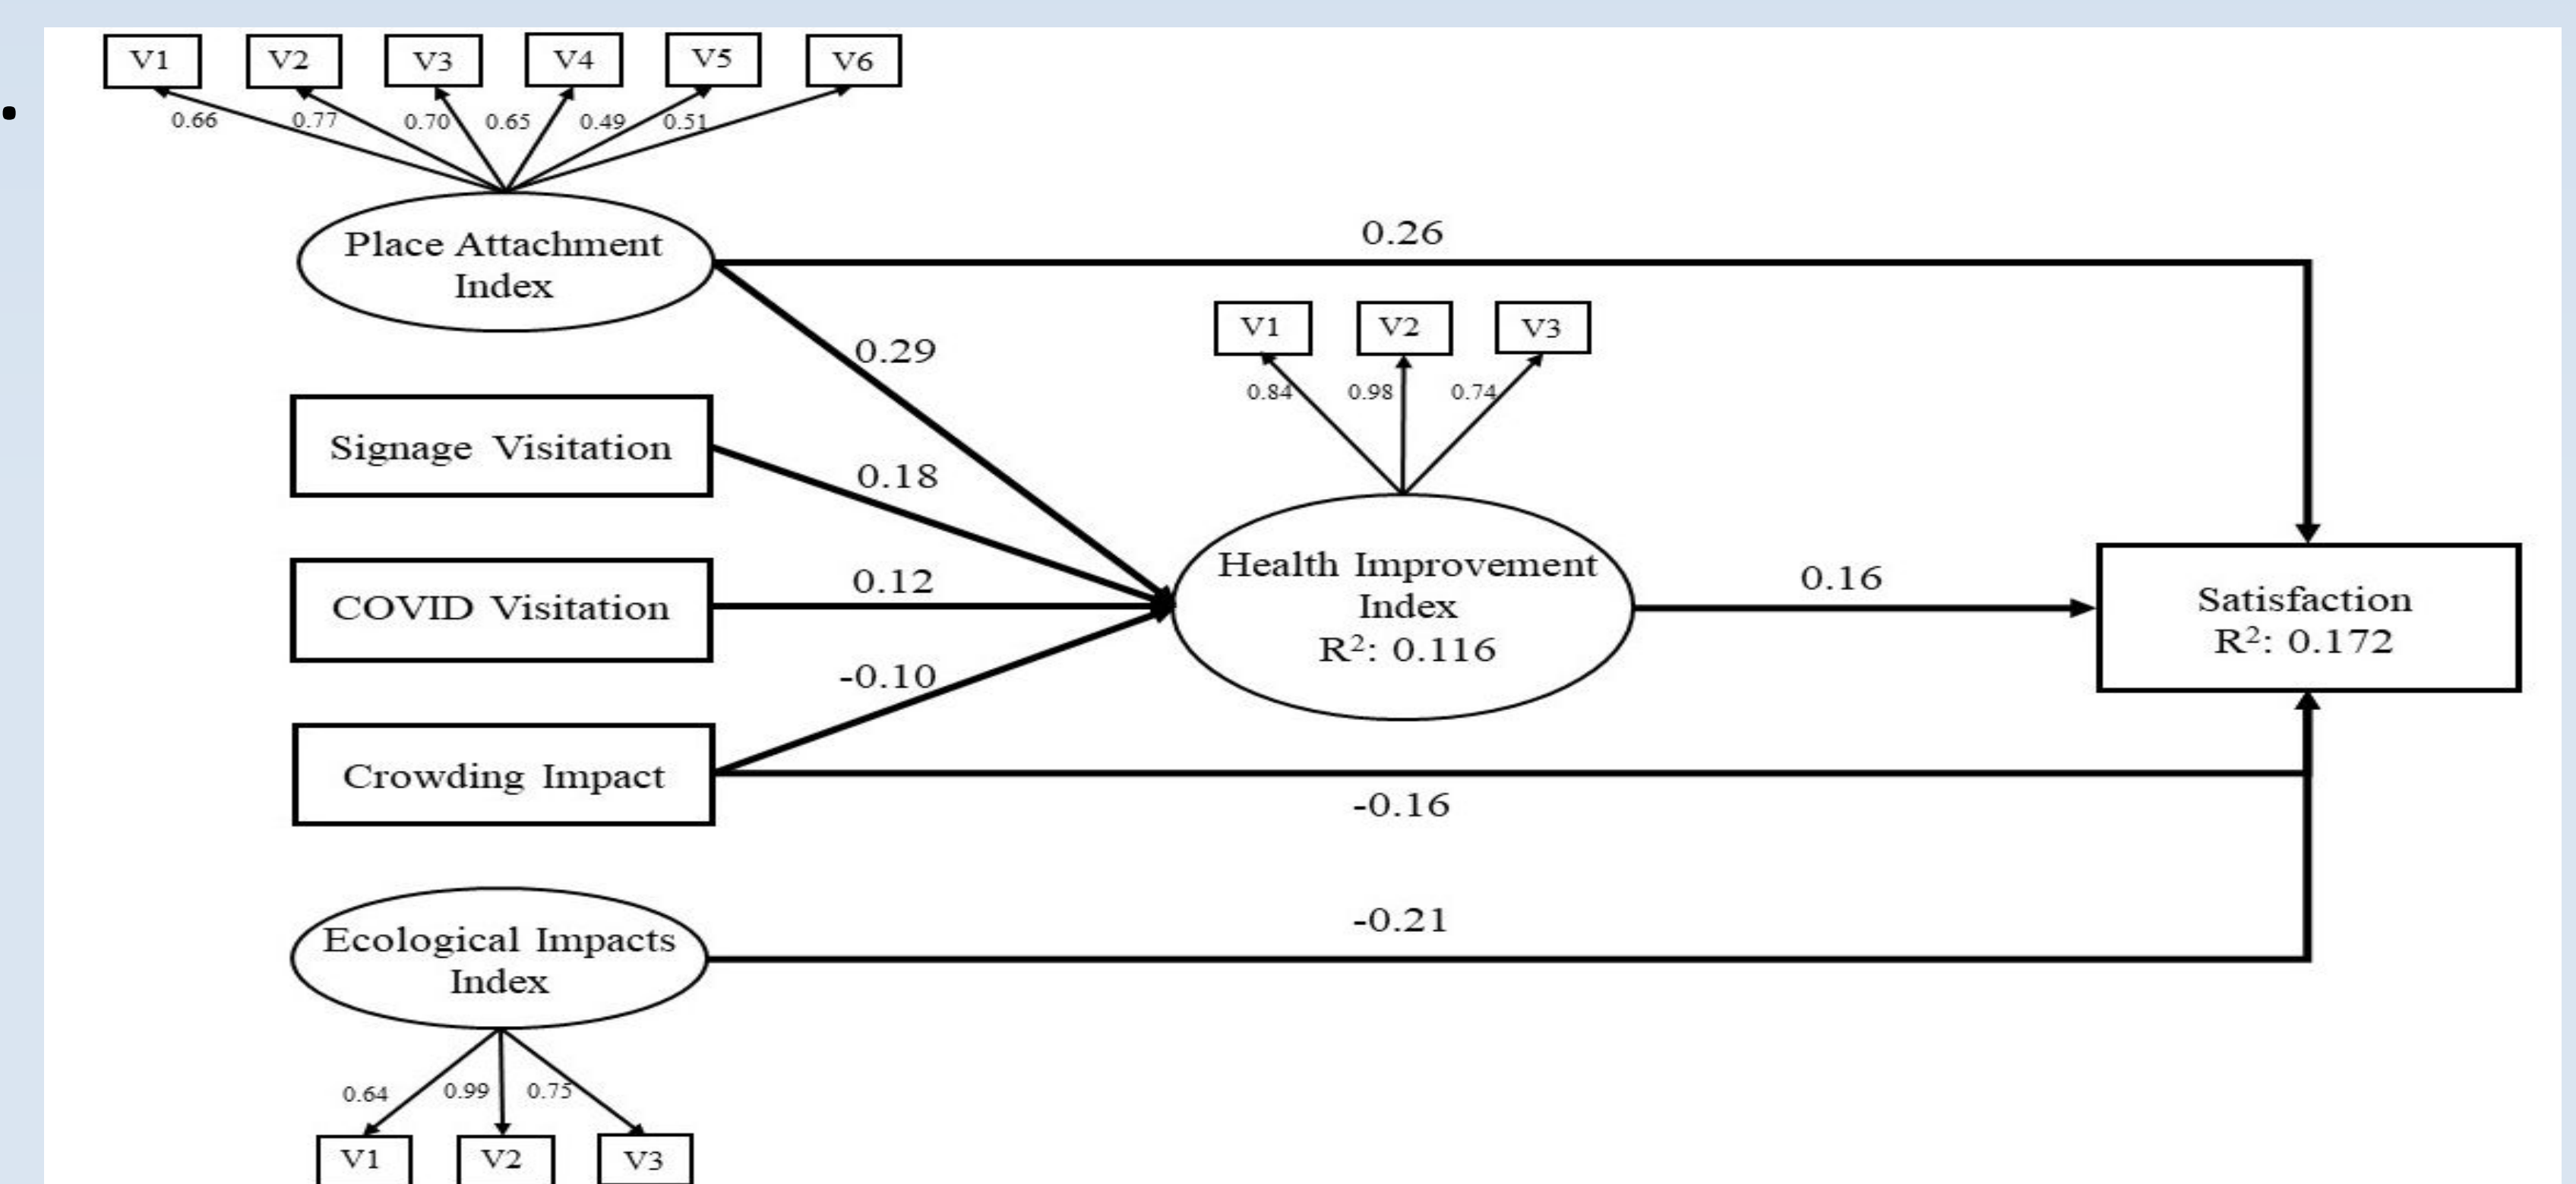 V1 V2 V3 V4 V5 V6
0.66 0.77 0.70 0.65 0.49 0.51
Place Attachment
Index
0.26
0.29
V1 V2 V3
0.84 0.98 0.74
Signage Visitation
0.18
COVID Visitation
0.12
Health Improvement
Index
R²: 0.116
0.16
Satisfaction
R²: 0.172
-0.10
Crowding Impact
-0.16
Ecological Impacts
Index
-0.21
0.64 0.99 0.75
V1 V2 V3